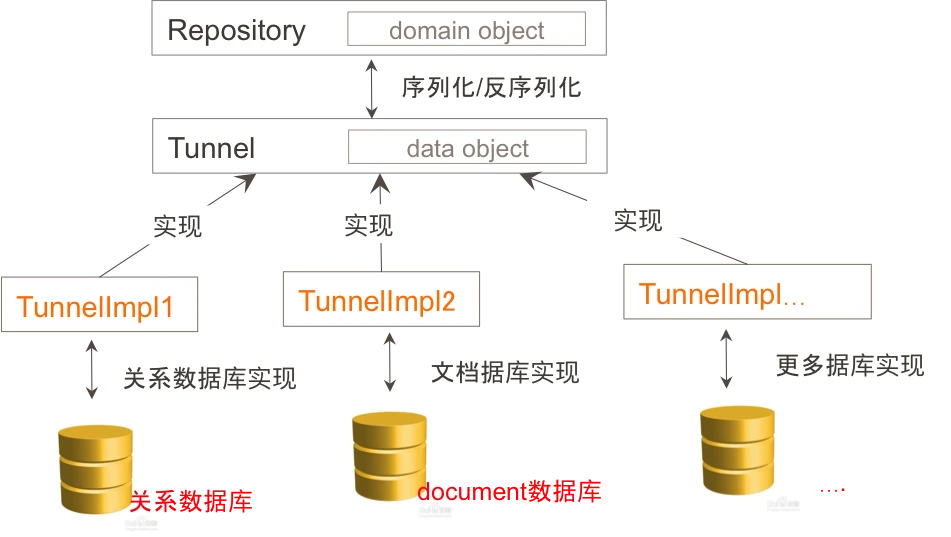 Repository
domain object
序列化/反序列化
Tunnel
data object
实现
实现
实现
TunnelImpl1
TunnelImpl2
TunnelImpl...
关系数据库实现
文档据库实现
更多据库实现
关系数据库
document数据库
....